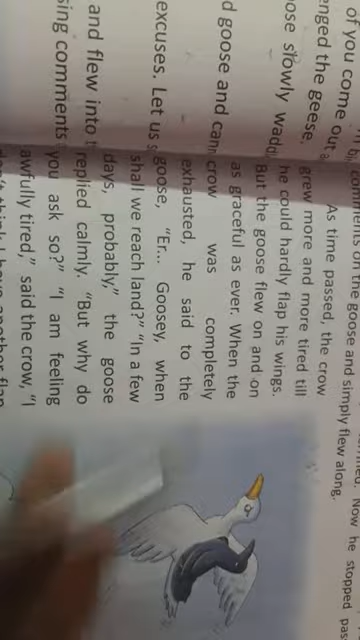 of you come out
enged the geese.
ose slowly wadd
d goose and can
excuses. Let us
and flew into
sing comments
med. Now he stopped pas
comments on the goose and simply flew along.
As time passed, the crow
grew more and more tired till
he could hardly flap his wings.
But the goose flew on and on
as graceful as ever. When the
crow was completely
exhausted, he said to the
goose, "Er... Goosey, when
shall we reach land?" "In a few
days, probably," the goose
replied calmly. "But why do
you ask so?" "I am feeling
awfully tired," said the crow, "I